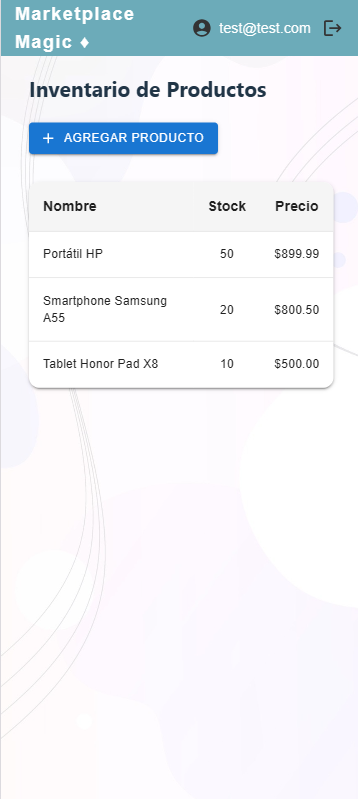 Marketplace
Magic ♦
test@test.com
Inventario de Productos
+ AGREGAR PRODUCTO
Nombre Stock Precio
Portátil HP 50 $899.99
Smartphone Samsung
A55 20 $800.50
Tablet Honor Pad X8 10 $500.00